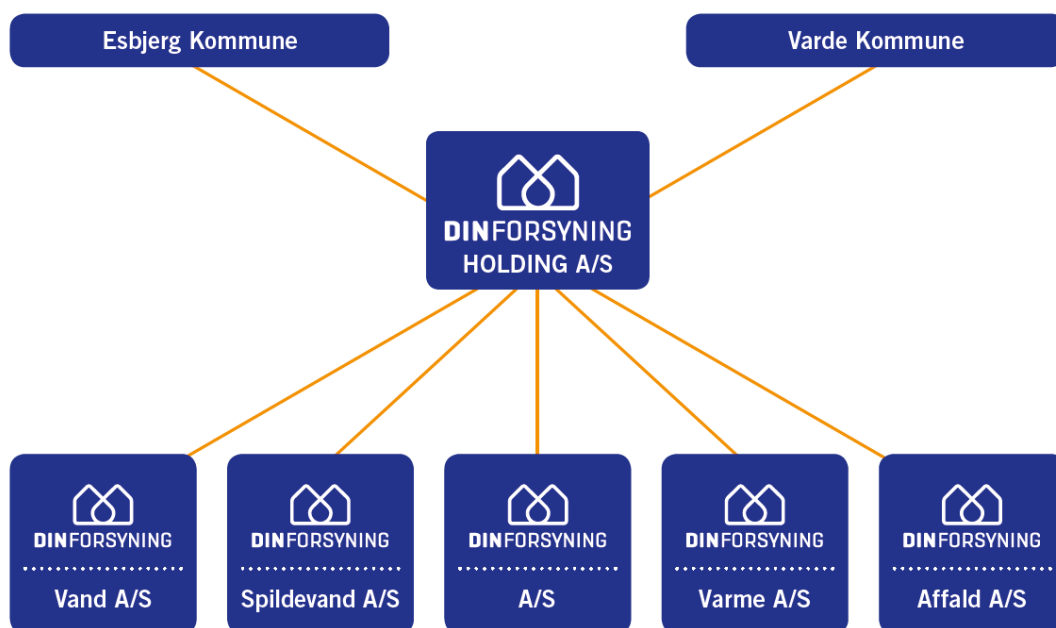 Esbjerg Kommune
Varde Kommune
DINFORSYNING
HOLDING A/S
DINFORSYNING
Vand A/S
DINFORSYNING
Spildevand A/S
DINFORSYNING
A/S
DINFORSYNING
Varme A/S
DINFORSYNING
Affald A/S